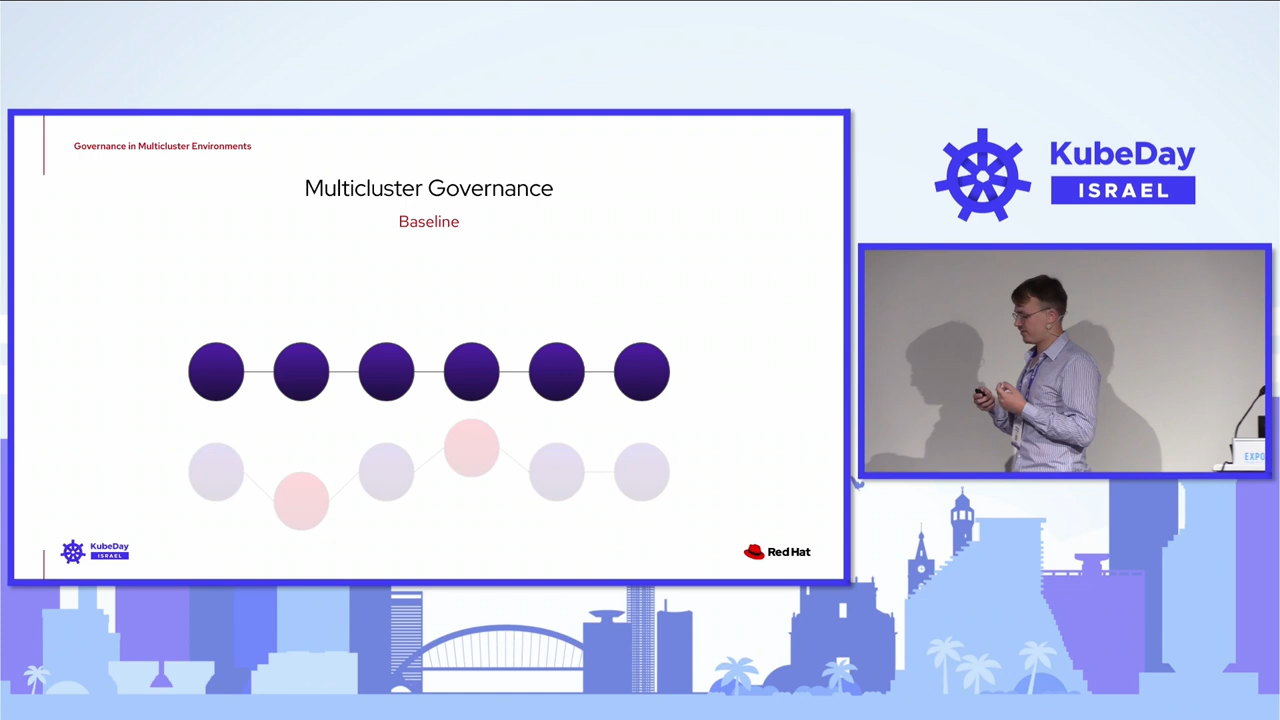 Governance in Multicluster Environments
Multicluster Governance
Baseline
KubeDay
ISRAEL
Red Hat
KubeDay
ISRAEL
EXPO